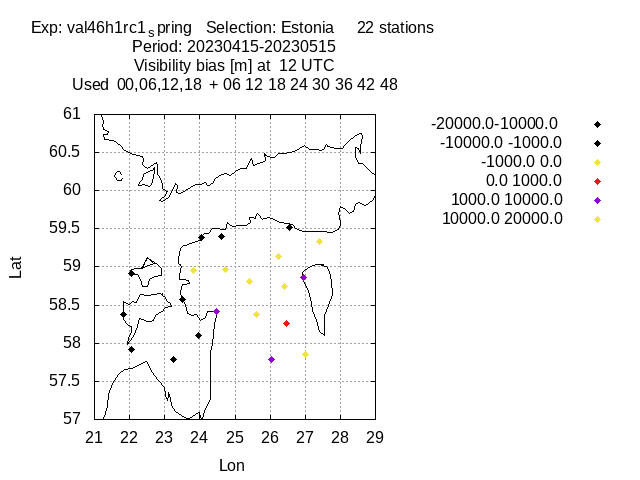 Exp: val46h1rc1spring   Selection: Estonia     22 stations
Period: 20230415-20230515
Visibility bias [m] at  12 UTC
Used  00,06,12,18  + 06 12 18 24 30 36 42 48
-20000.0-10000.0
-10000.0 -1000.0
-1000.0 0.0
0.0 1000.0
1000.0 10000.0
10000.0 20000.0
61
60.5
60
59.5
59
58.5
58
57.5
57
Lat
21 22 23 24 25 26 27 28 29
Lon